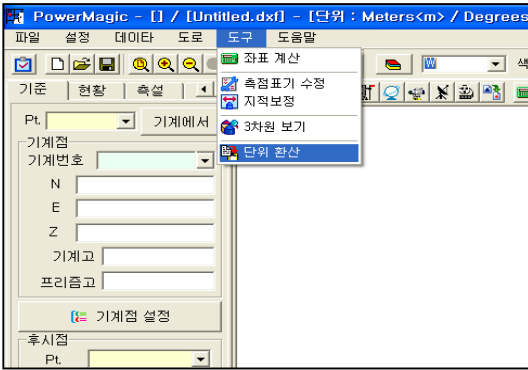 PowerMagic - [] / [Untitled.dxf] - [단위 : Meters<m> / Degrees
파일 설정 데이타 도로 도구 도움말
좌표 계산
측점표기 수정
지적보정
3차원 보기
단위 환산
W
색
기준 현황 측설
Pt. 기계에서
기계점
기계번호
N
E
Z
기계고
프리즘고
기계점 설정
후시점
Pt.